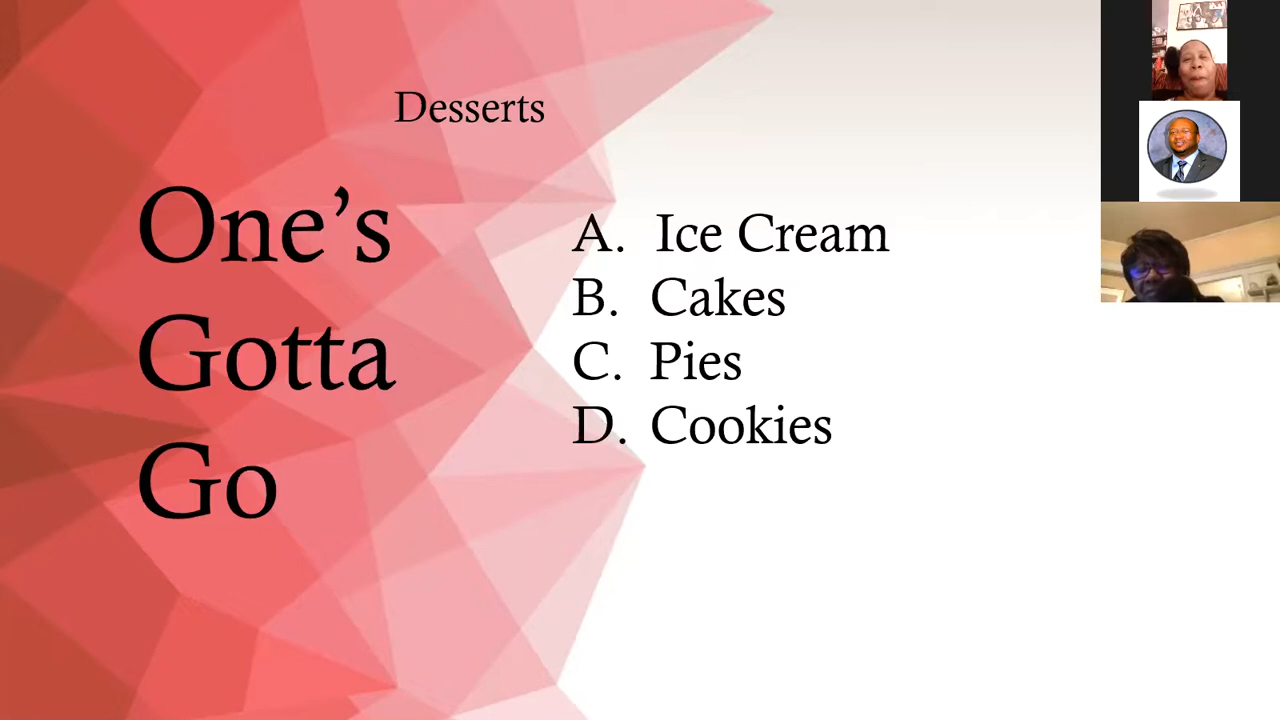 Desserts
One's
Gotta
Go
A. Ice Cream
B. Cakes
C. Pies
D. Cookies